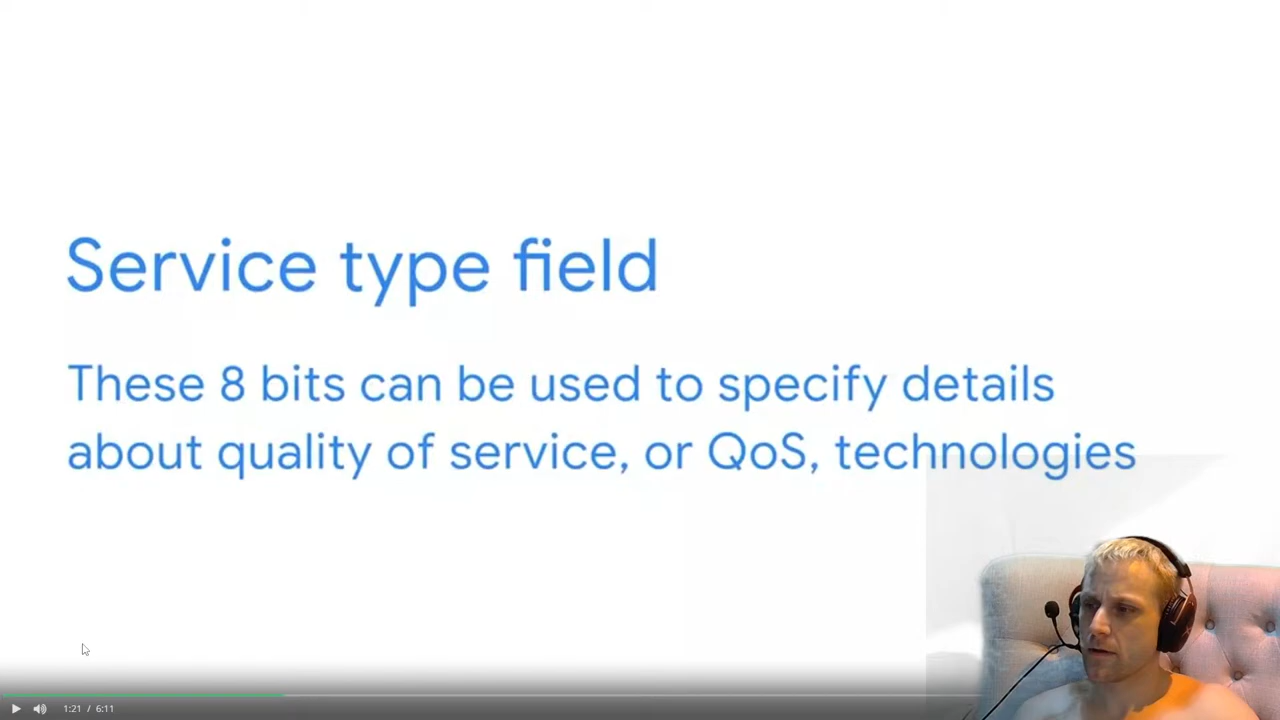 Service type field
These 8 bits can be used to specify details
about quality of service, or QoS, technologies
1:21 / 6:11